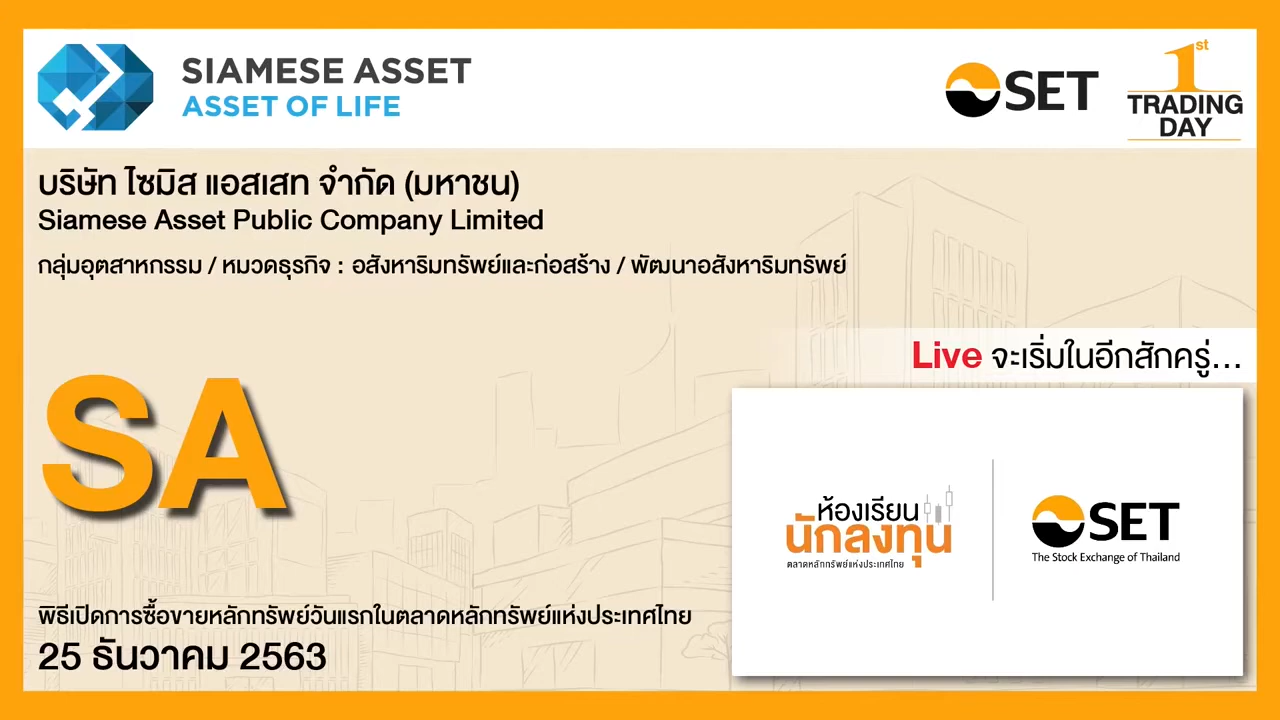 SIAMESE ASSET
ASSET OF LIFE
SET
1st
TRADING
DAY
บริษัท ไซมิส แอสเสท จำกัด (มหาชน)
Siamese Asset Public Company Limited
กลุ่มอุตสาหกรรม / หมวดธุรกิจ : อสังหาริมทรัพย์และก่อสร้าง / พัฒนาอสังหาริมทรัพย์
Live จะเริ่มในอีกสักครู่...
SA
ห้องเรียน
นักลงทุน
ตลาดหลักทรัพย์แห่งประเทศไทย
SET
The Stock Exchange of Thailand
พิธีเปิดการซื้อขายหลักทรัพย์วันแรกในตลาดหลักทรัพย์แห่งประเทศไทย
25 ธันวาคม 2563